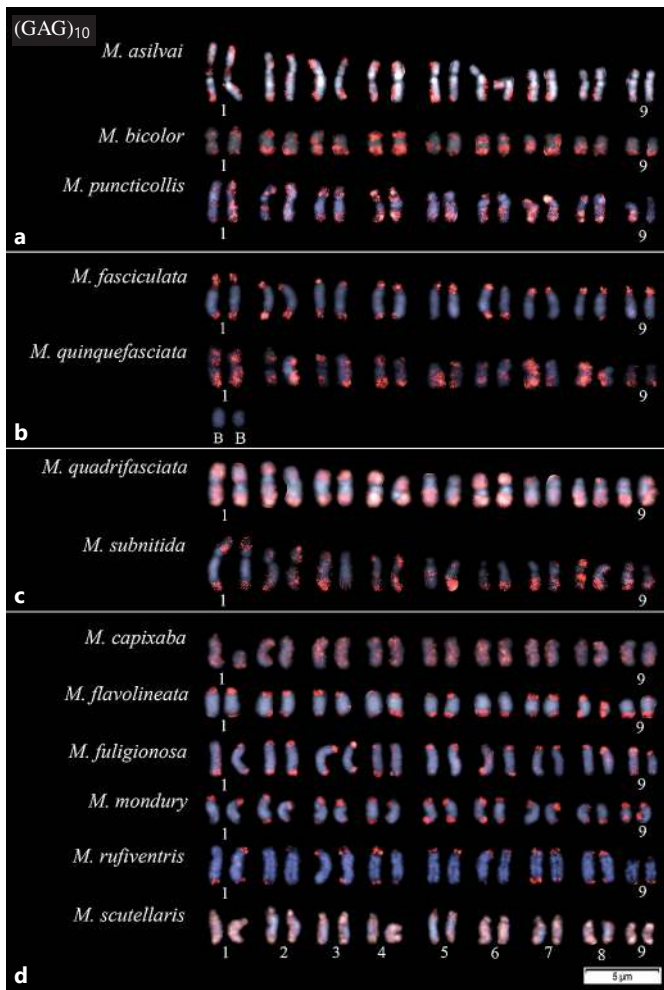 (GAG)10
M. asilvai
1 9
M. bicolor
1 9
M. puncticollis
1 9
a
M. fasciculata
1 9
M. quinquefasciata
1 9
B B
b
M. quadrifasciata
1 9
M. subnitida
1 9
c
M. capixaba
1 9
M. flavolineata
1 9
M. fuligionosa
1 9
M. mondury
1 9
M. rufiventris
1 9
M. scutellaris
1 2 3 4 5 6 7 8 9
d
5 µm